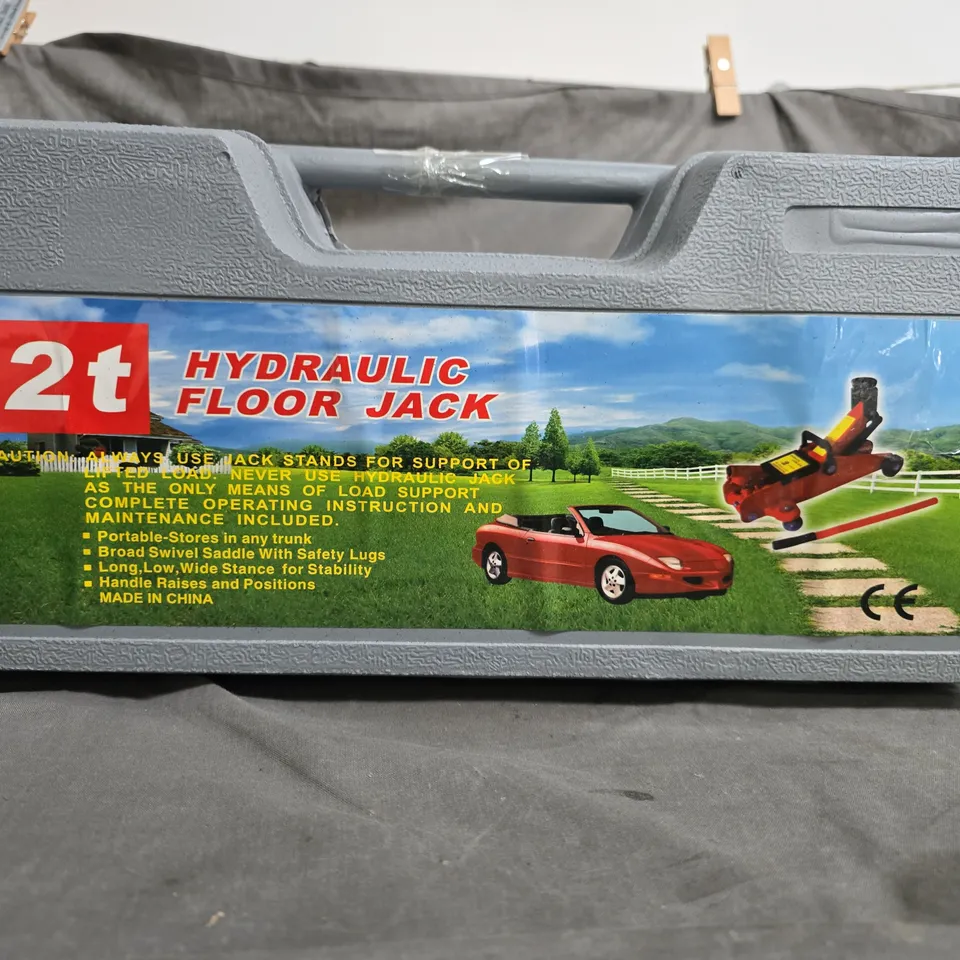 2t
HYDRAULIC
FLOOR JACK
AUTION: ALWAYS USE JACK STANDS FOR SUPPORT OF
LIFTED LOAD. NEVER USE HYDRAULIC JACK
AS THE ONLY MEANS OF LOAD SUPPORT
COMPLETE OPERATING INSTRUCTION AND
MAINTENANCE INCLUDED.
Portable-Stores in any trunk
Broad Swivel Saddle With Safety Lugs
Long,Low,Wide Stance for Stability
Handle Raises and Positions
MADE IN CHINA
CE